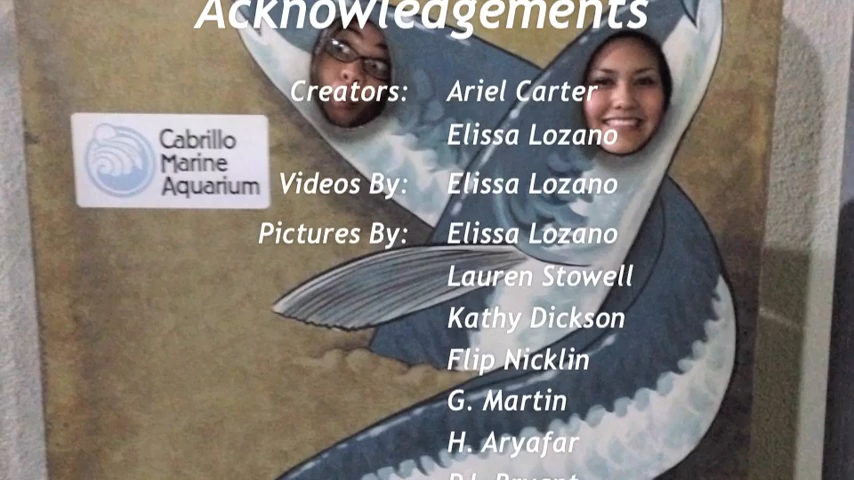 Acknowledgements
Creators: Ariel Carter
Elissa Lozano
Cabrillo
Marine
Aquarium
Videos By: Elissa Lozano
Pictures By: Elissa Lozano
Lauren Stowell
Kathy Dickson
Flip Nicklin
G. Martin
H. Aryafar